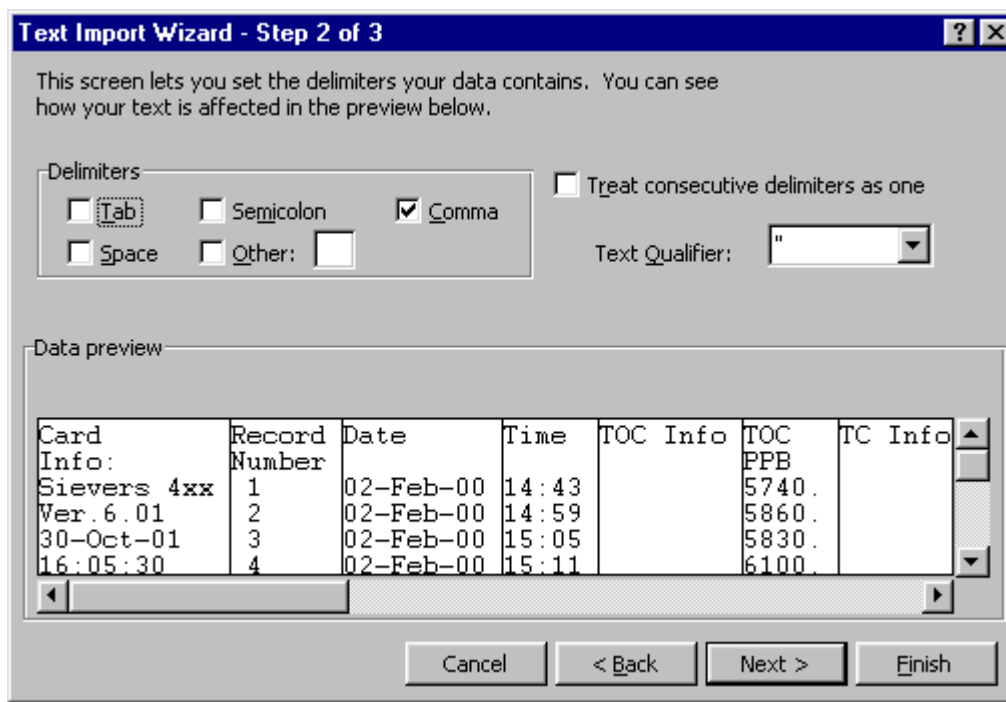 Text Import Wizard - Step 2 of 3
This screen lets you set the delimiters your data contains. You can see
how your text is affected in the preview below.
Delimiters
Tab Semicolon Comma
Space Other:
Treat consecutive delimiters as one
Text Qualifier: "
Data preview
Card Record Date Time TOC Info TOC TC Info
Info: Number PPB
Sievers 4xx 1 02-Feb-00 14:43 5740.
Ver.6.01 2 02-Feb-00 14:59 5860.
30-Oct-01 3 02-Feb-00 15:05 5830.
16:05:30 4 02-Feb-00 15:11 6100.
Cancel < Back Next > Finish